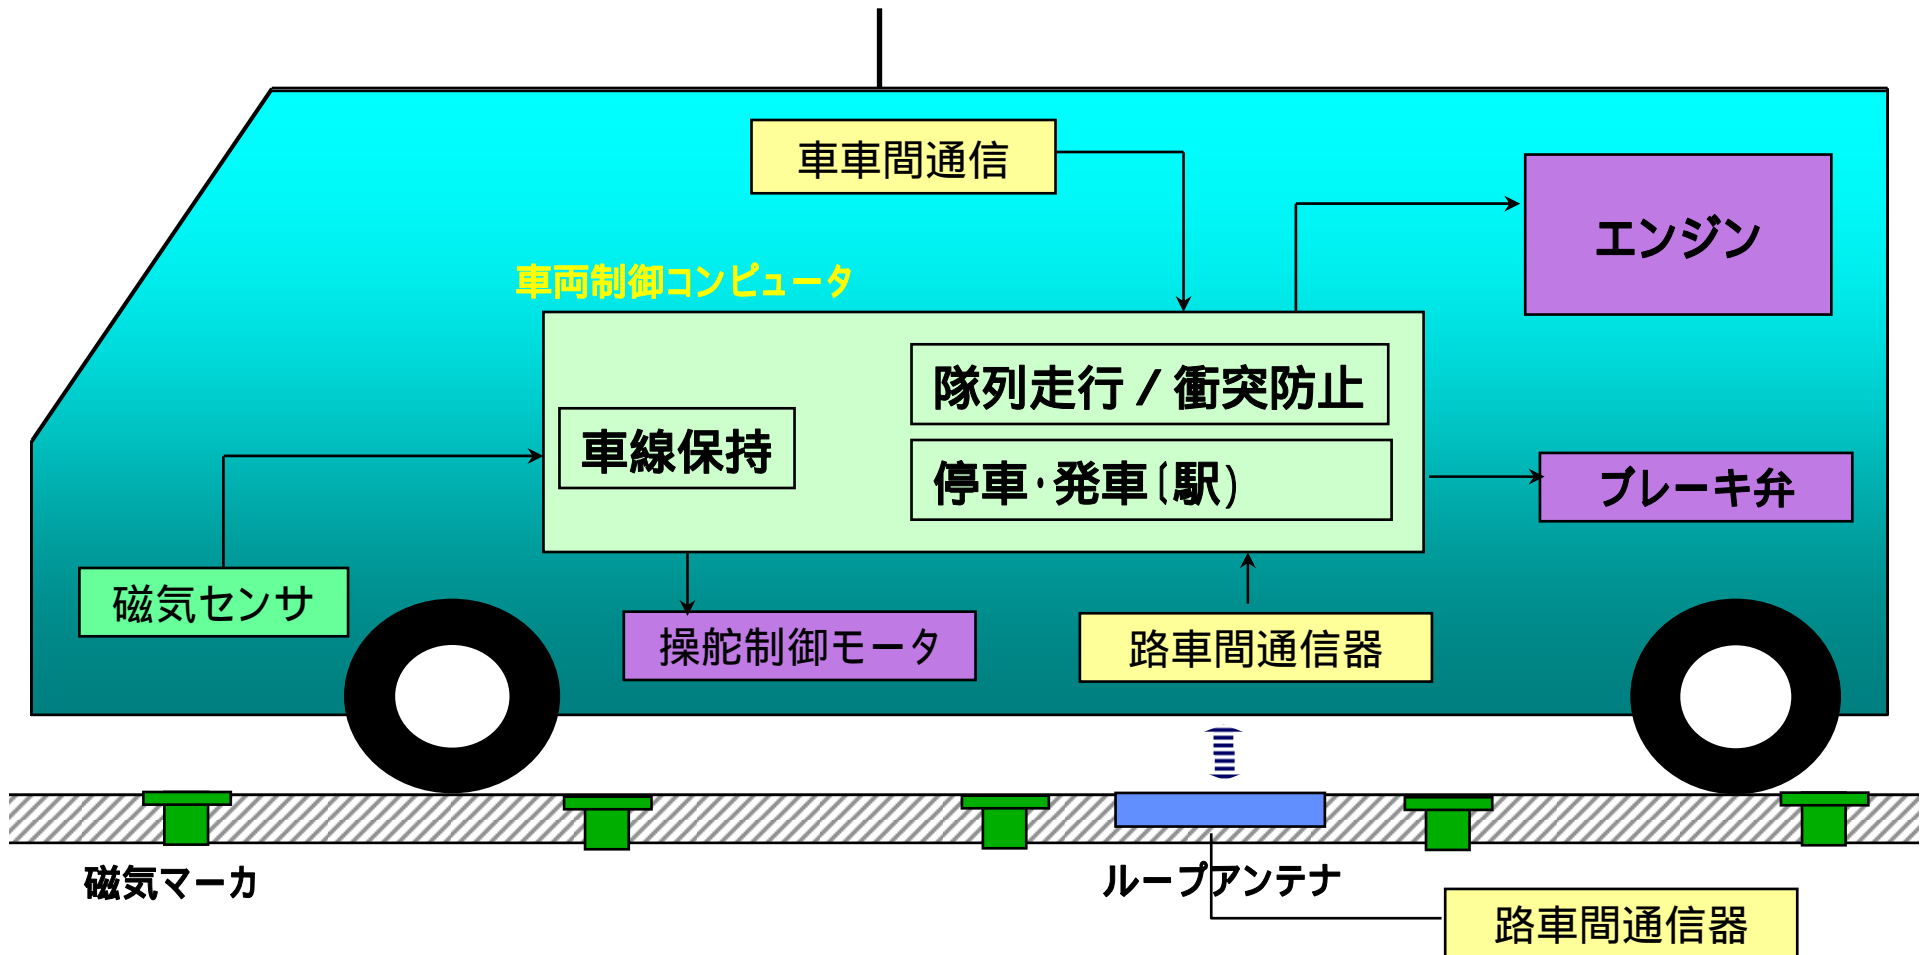 車車間通信
エンジン
車両制御コンピュータ
隊列走行/衝突防止
車線保持
停車・発車(駅)
ブレーキ弁
磁気センサ
操舵制御モータ
路車間通信器
磁気マーカ
ループアンテナ
路車間通信器